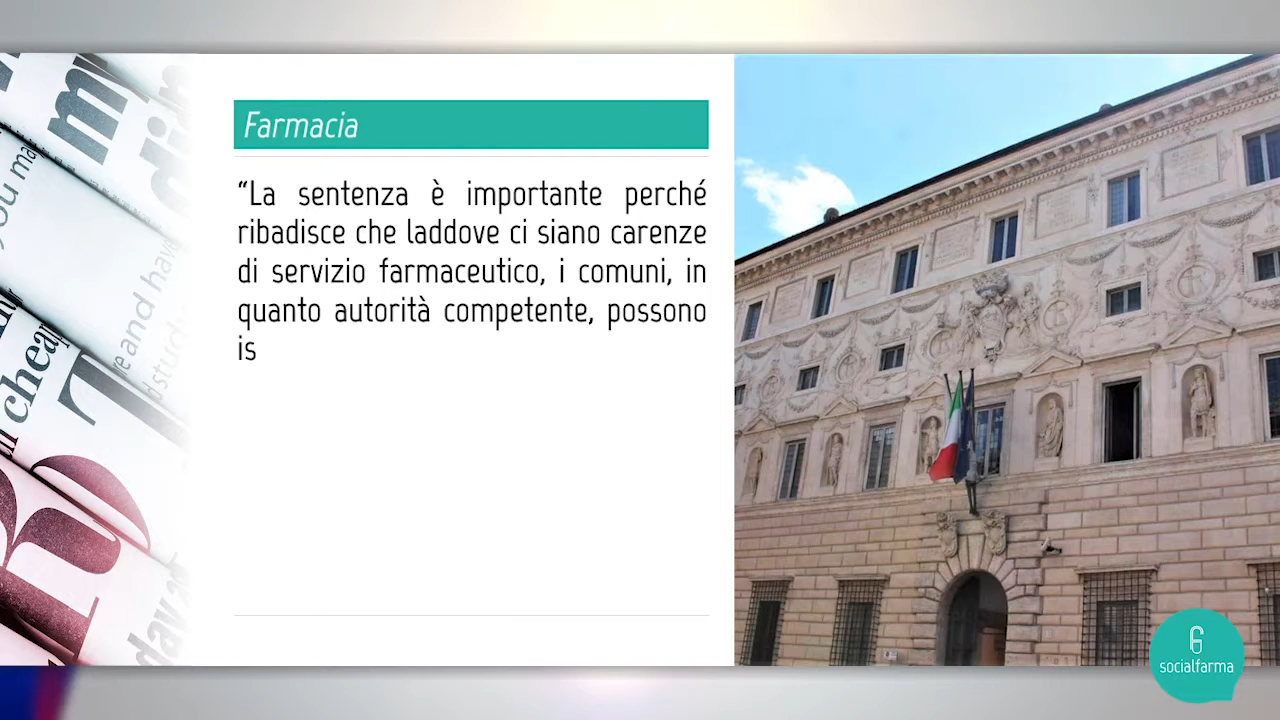 Farmacia
“La sentenza è importante perché
ribadisce che laddove ci siano carenze
di servizio farmaceutico, i comuni, in
quanto autorità competente, possono
is
socialfarma